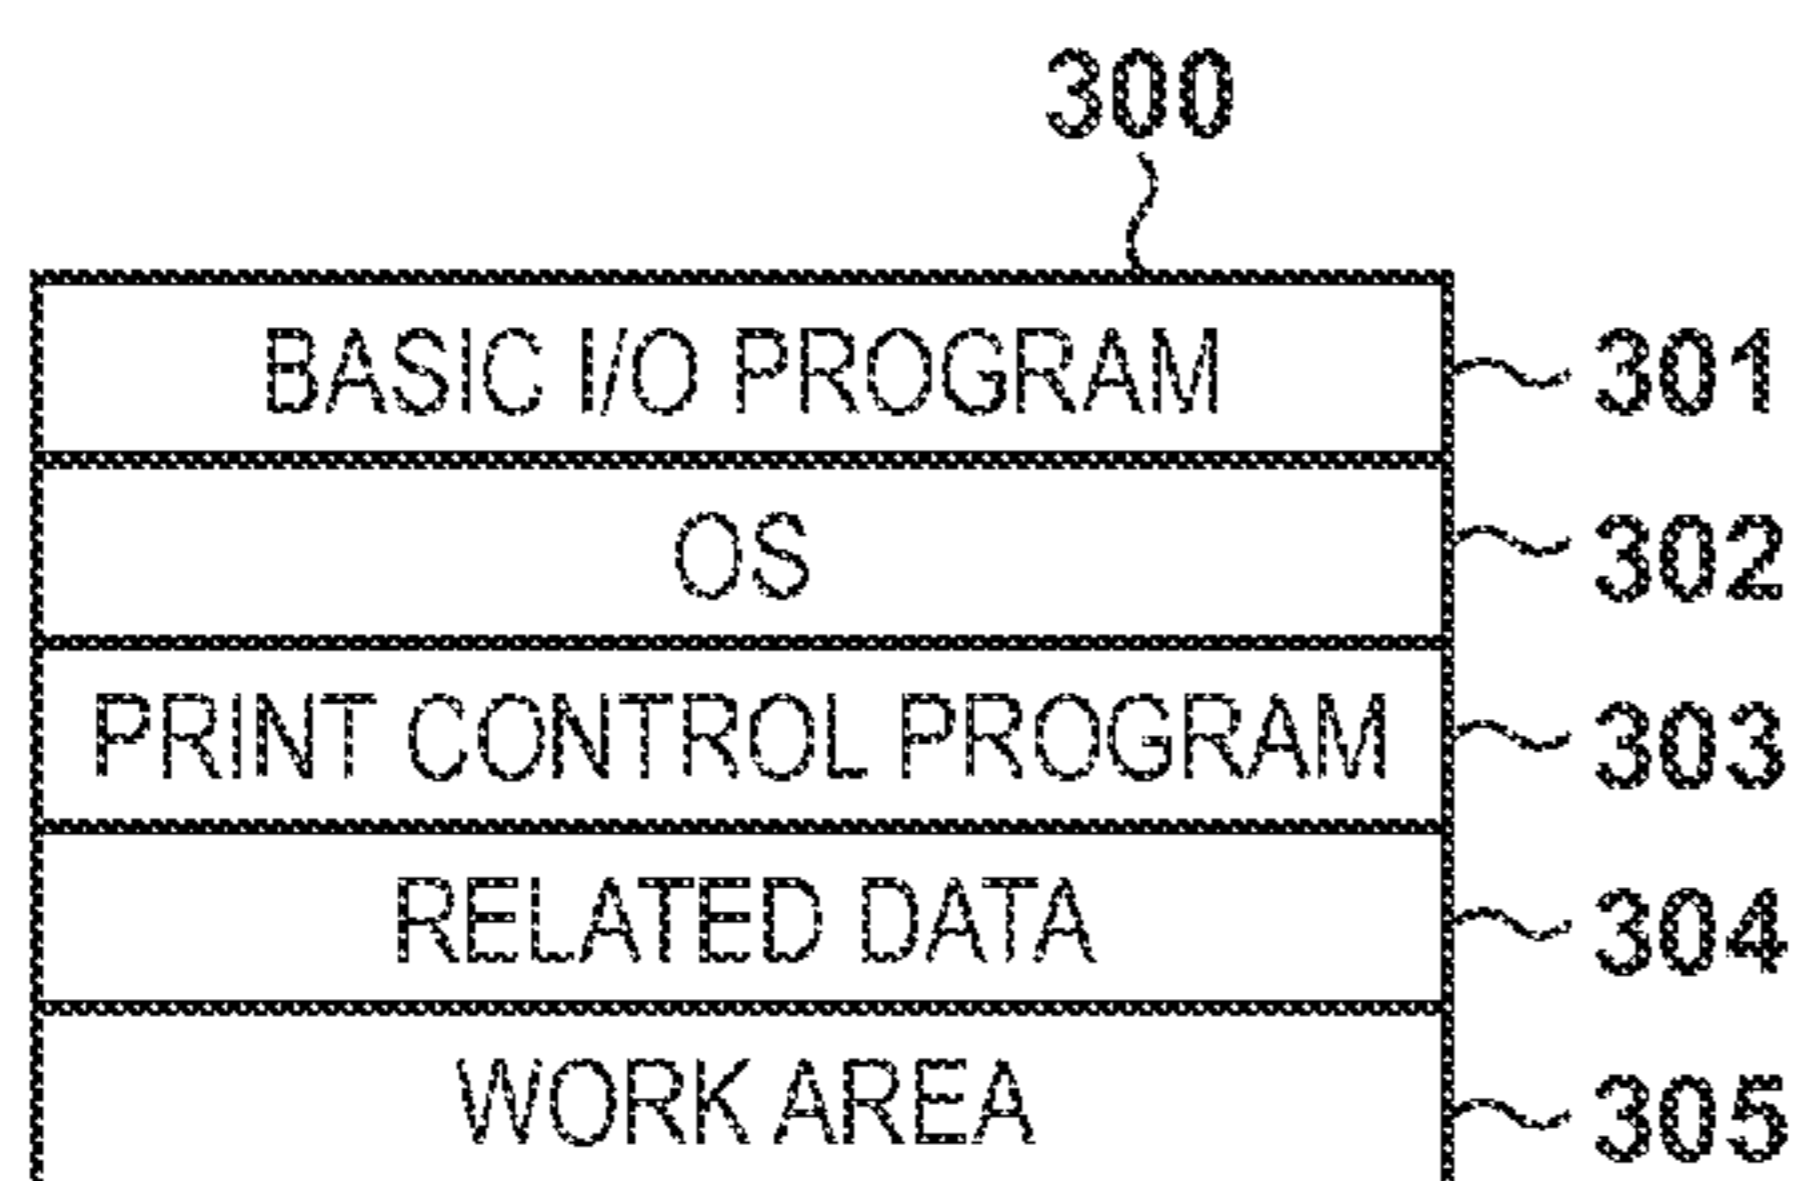 300
BASIC I/O PROGRAM 301
OS 302
PRINT CONTROL PROGRAM 303
RELATED DATA 304
WORK AREA 305